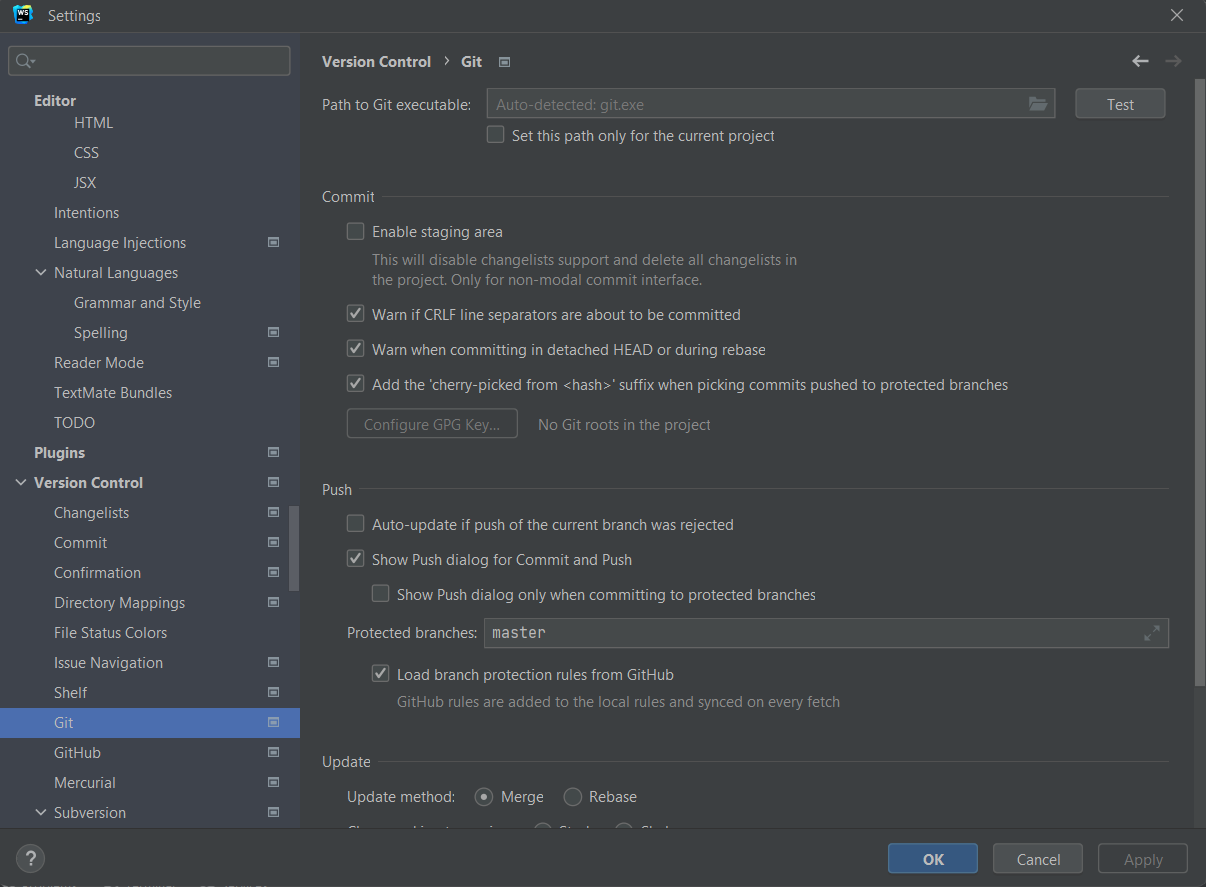 WS
Settings
Editor
HTML
CSS
JSX
Intentions
Language Injections
Natural Languages
Grammar and Style
Spelling
Reader Mode
TextMate Bundles
TODO
Plugins
Version Control
Changelists
Commit
Confirmation
Directory Mappings
File Status Colors
Issue Navigation
Shelf
Git
GitHub
Mercurial
Subversion
Version Control › Git
Path to Git executable: Auto-detected: git.exe Test
Set this path only for the current project
Commit
Enable staging area
This will disable changelists support and delete all changelists in
the project. Only for non-modal commit interface.
Warn if CRLF line separators are about to be committed
Warn when committing in detached HEAD or during rebase
Add the 'cherry-picked from <hash>' suffix when picking commits pushed to protected branches
Configure GPG Key... No Git roots in the project
Push
Auto-update if push of the current branch was rejected
Show Push dialog for Commit and Push
Show Push dialog only when committing to protected branches
Protected branches: master
Load branch protection rules from GitHub
GitHub rules are added to the local rules and synced on every fetch
Update
Update method: Merge Rebase
? OK Cancel Apply